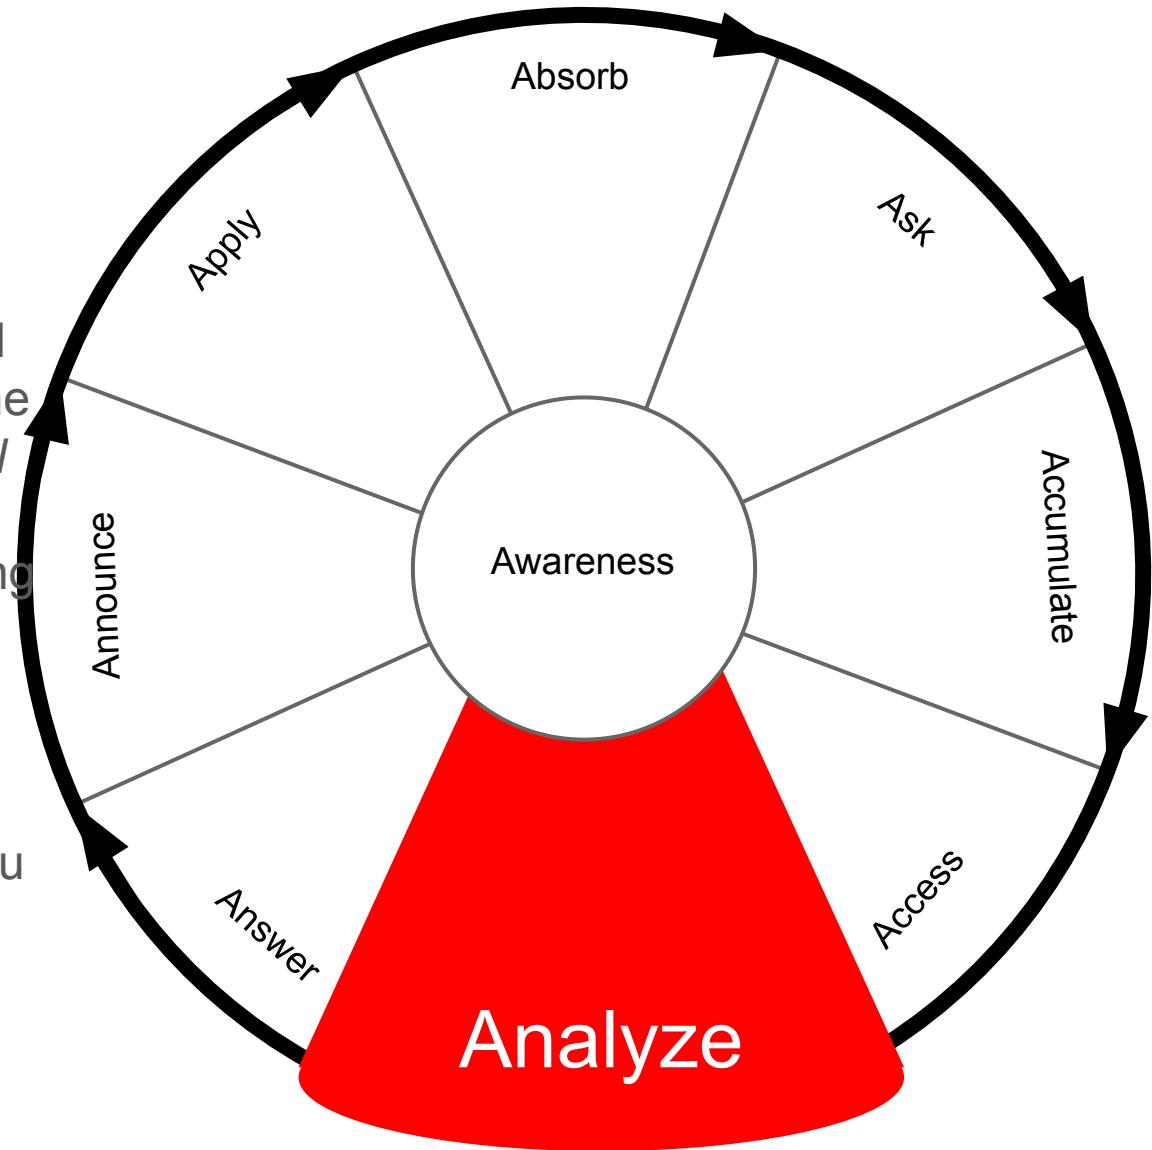 Absorb
Ask
Accumulate
Access
Analyze
Answer
Announce
Apply
Awareness